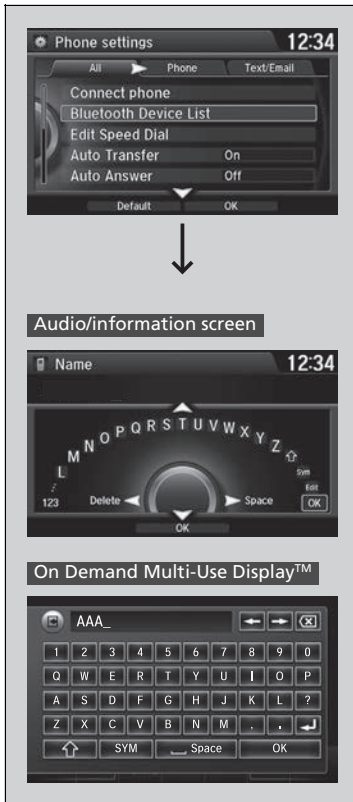 Phone settings 12:34
All Phone Text/Email
Connect phone
Bluetooth Device List
Edit Speed Dial
Auto Transfer On
Auto Answer Off
Default OK
Audio/information screen
Name 12:34
L M N O P Q R S T U V W X Y Z
Sym
Edit
123 Delete Space OK
OK
On Demand Multi-Use Display™
AAA_
1 2 3 4 5 6 7 8 9 0
Q W E R T Y U I O P
A S D F G H J K L ?
Z X C V B N M , .
SYM Space OK